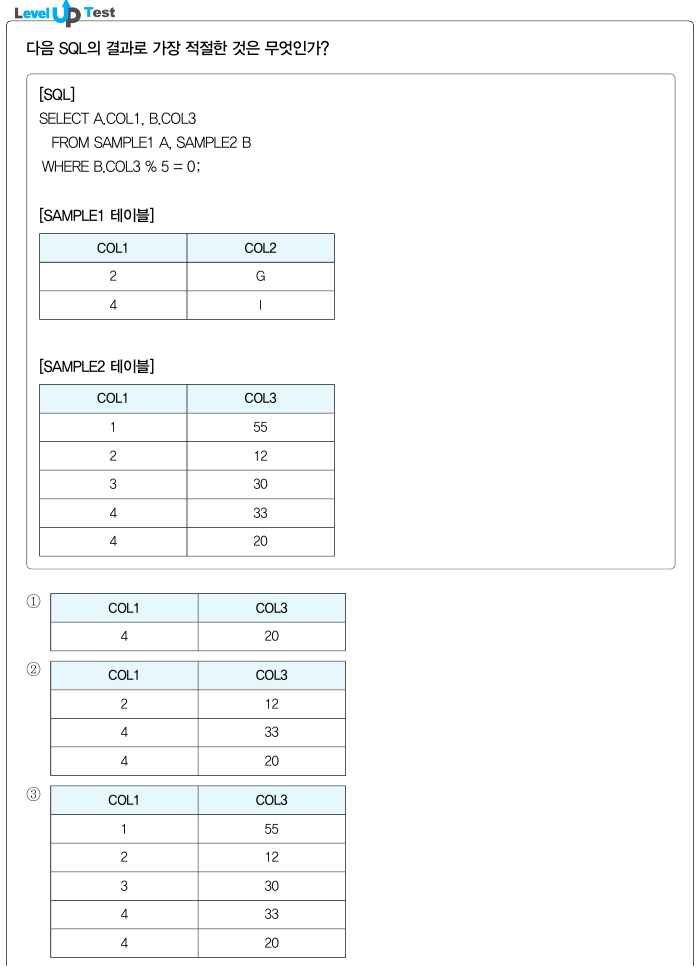 Level Up Test
다음 SQL의 결과로 가장 적절한 것은 무엇인가?
[SQL]
SELECT A.COL1, B.COL3
FROM SAMPLE1 A, SAMPLE2 B
WHERE B.COL3 % 5 = 0;
[SAMPLE1 테이블]
COL1 COL2
2 G
4 I
[SAMPLE2 테이블]
COL1 COL3
1 55
2 12
3 30
4 33
4 20
① COL1 COL3
4 20
② COL1 COL3
2 12
4 33
4 20
③ COL1 COL3
1 55
2 12
3 30
4 33
4 20